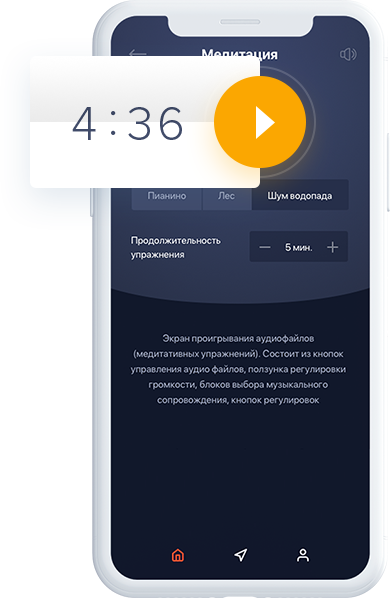 Медитация
4:36
Пианино
Лес
Шум водопада
Продолжительность
упражнения
5 мин.
Экран проигрывания аудиофайлов
(медитативных упражнений). Состоит из кнопок
управления аудио файлов, ползунка регулировки
громкости, блоков выбора музыкального
сопровождения, кнопок регулировок